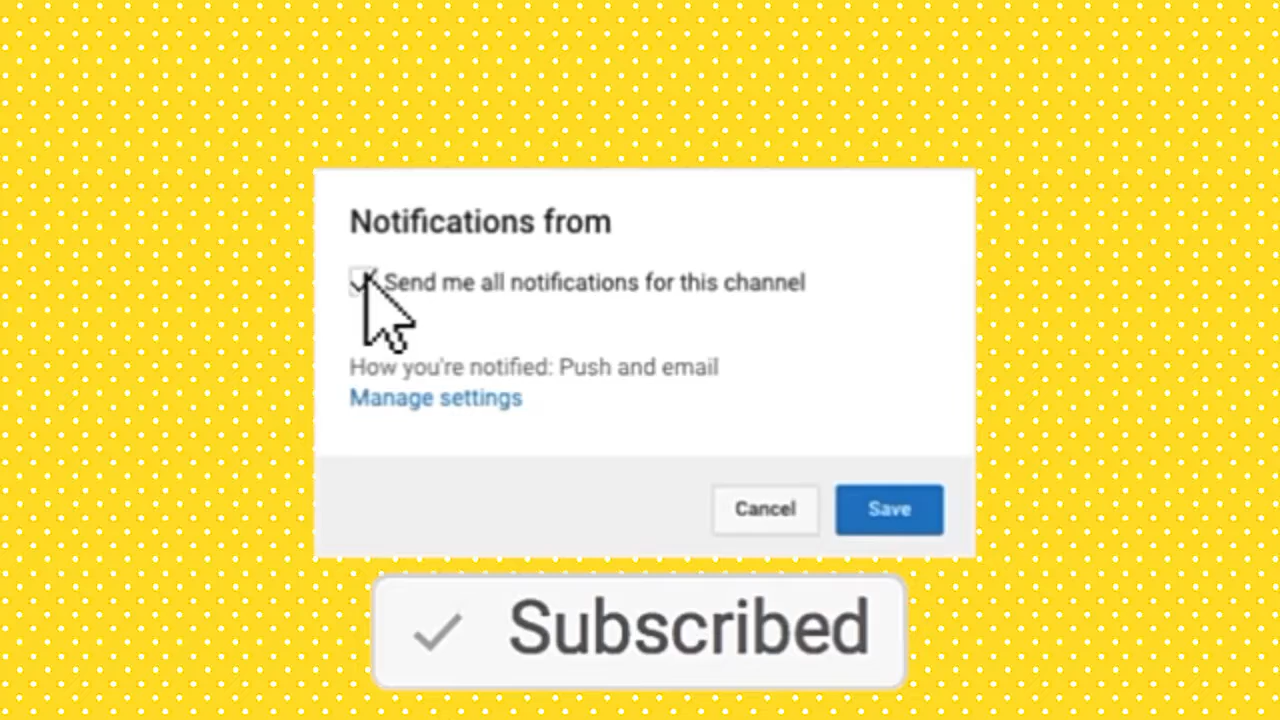 Notifications from
Send me all notifications for this channel
How you're notified: Push and email
Manage settings
Cancel Save
Subscribed